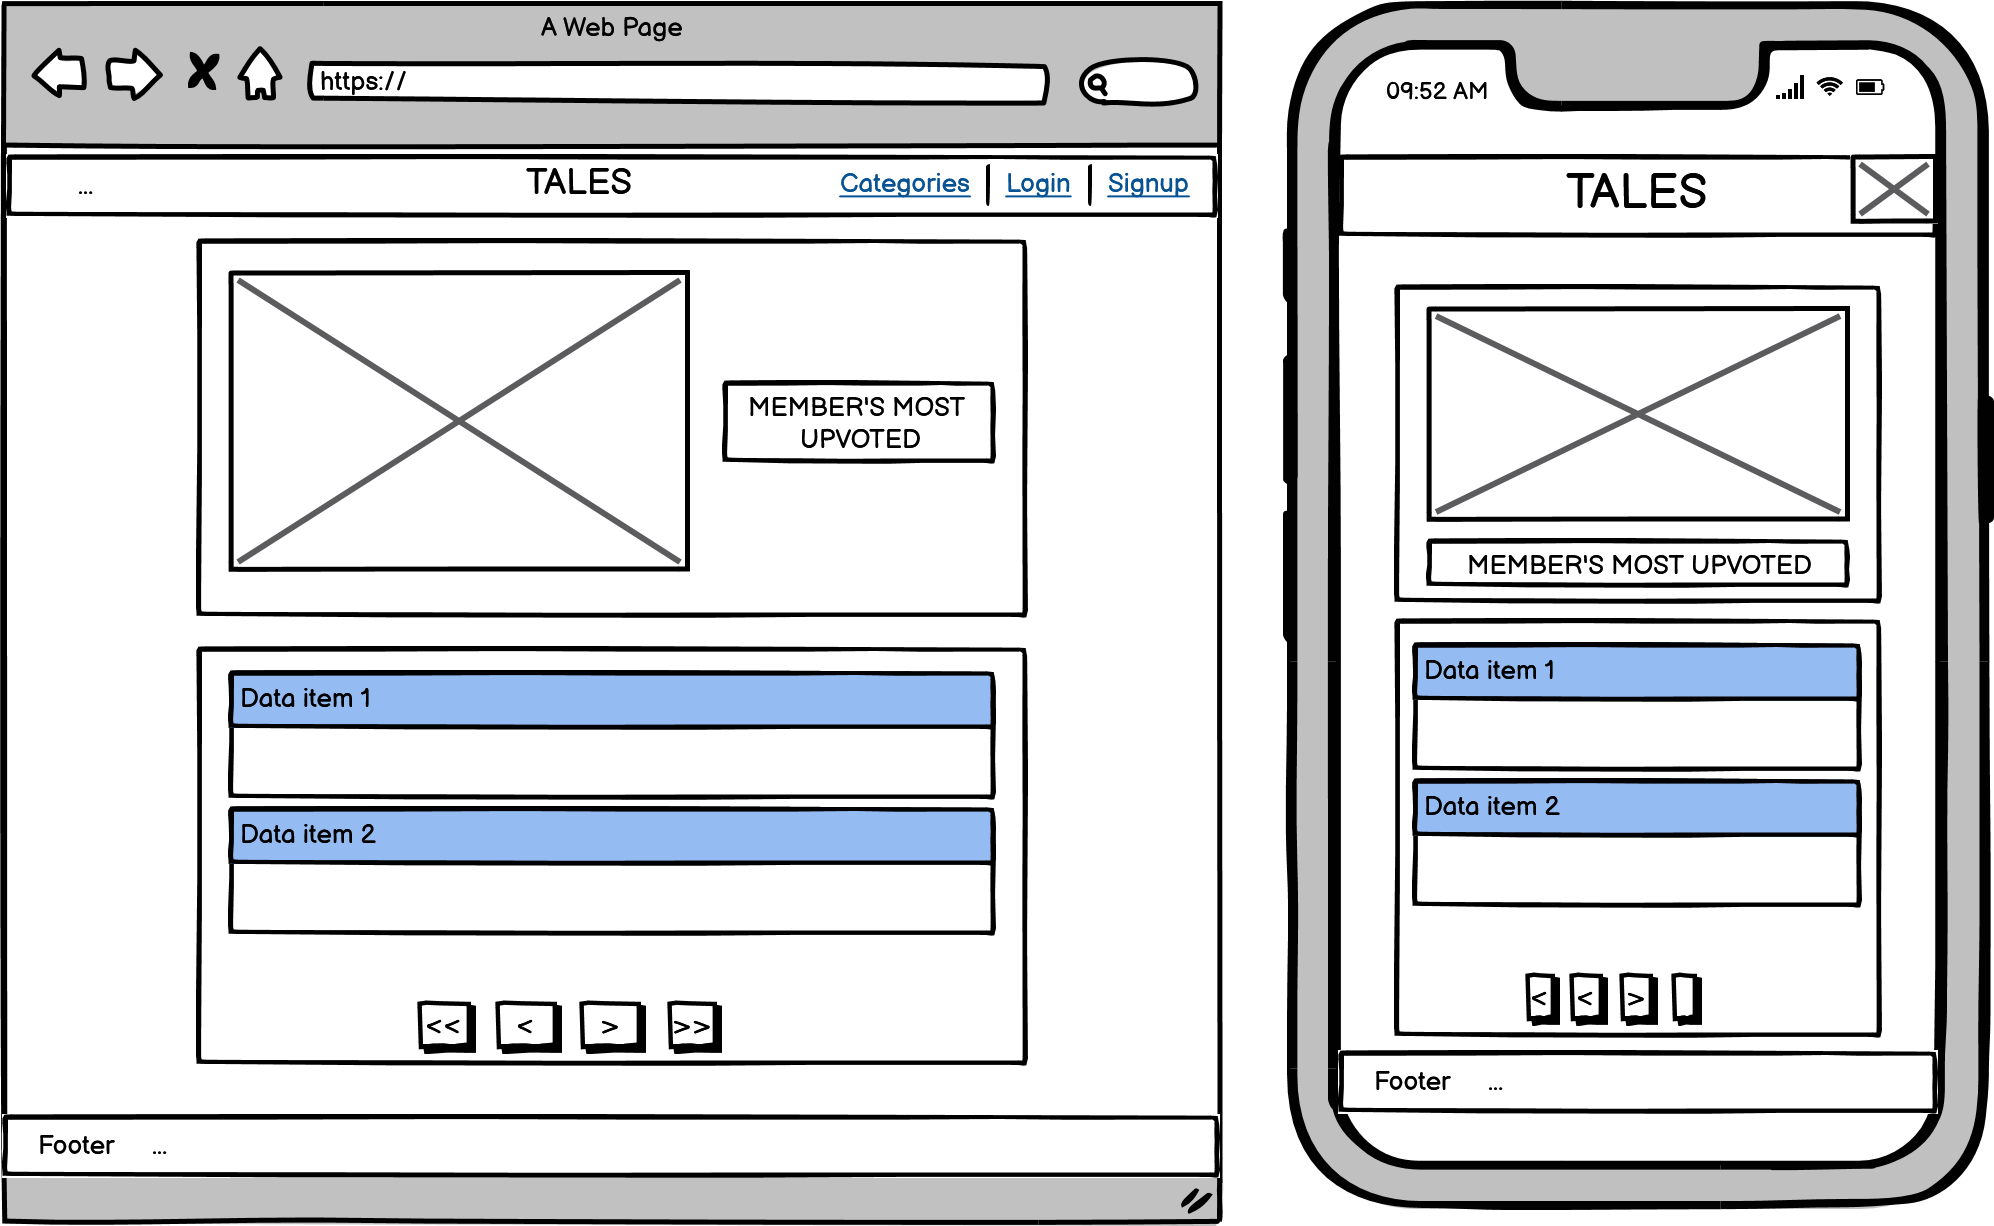 A Web Page
https://
... TALES Categories Login Signup
MEMBER'S MOST
UPVOTED
Data item 1
Data item 2
<< < > >>
Footer ...
09:52 AM
TALES
MEMBER'S MOST UPVOTED
Data item 1
Data item 2
< < >
Footer ...